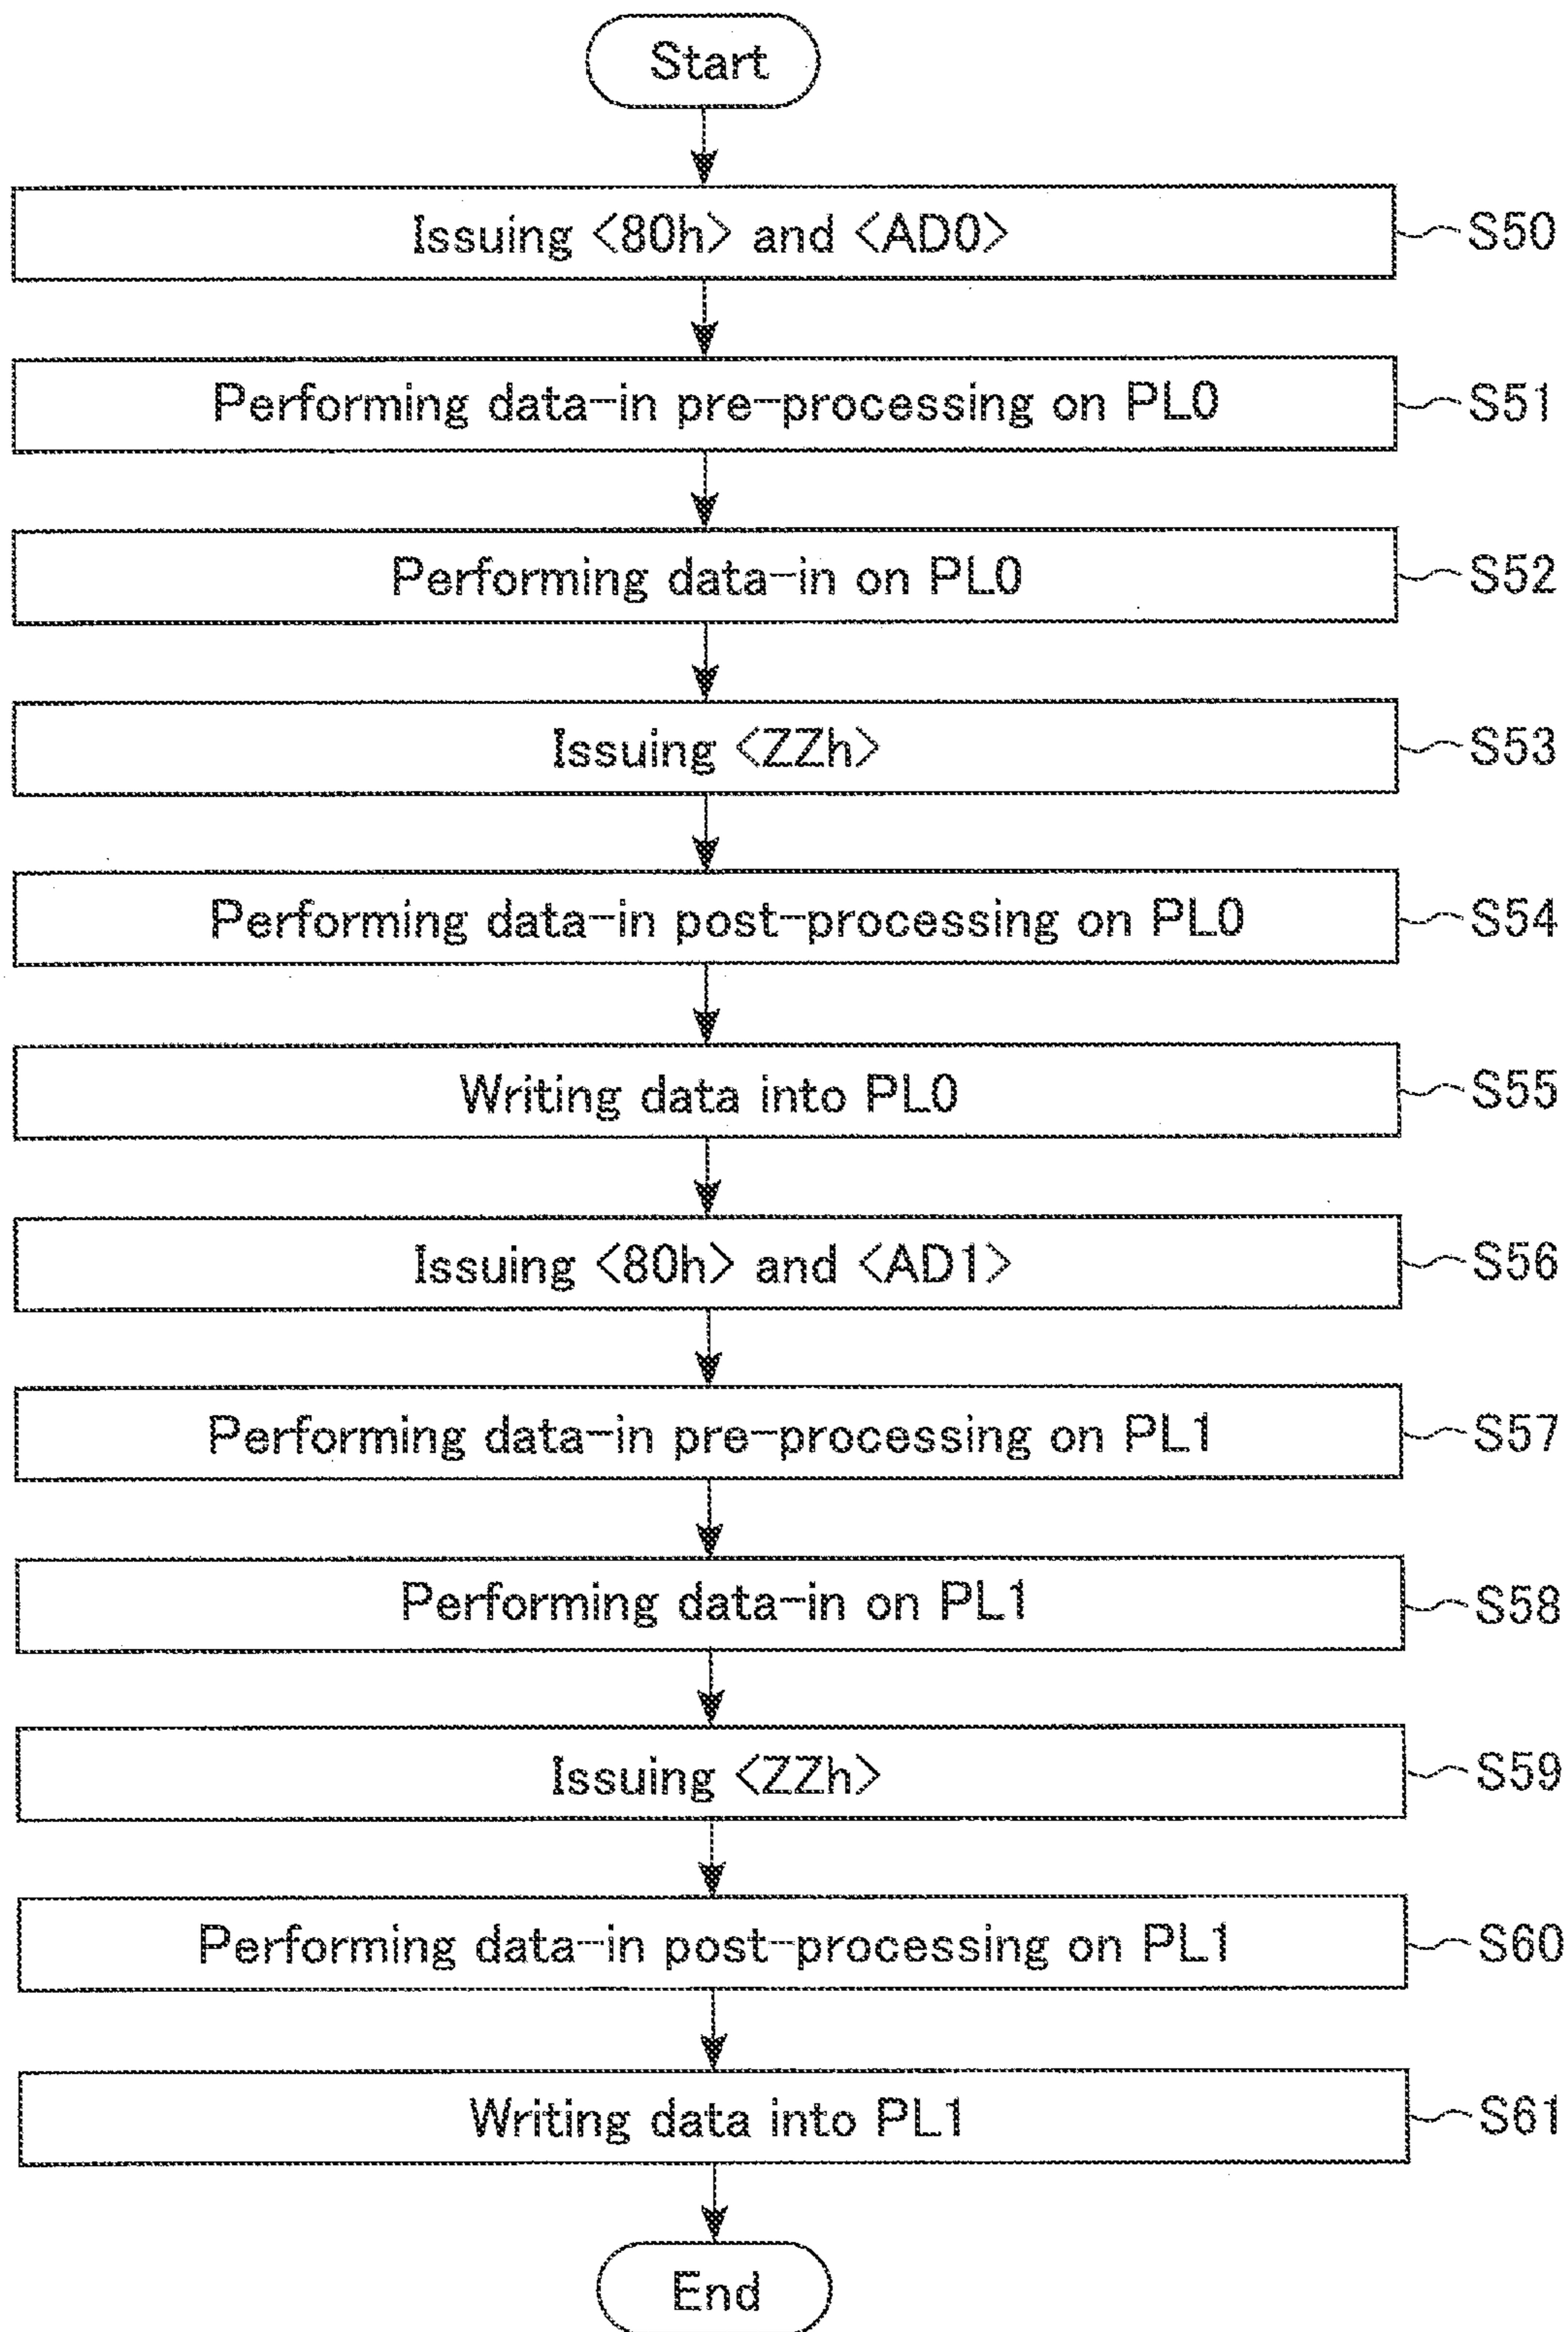 Start
Issuing <80h> and <AD0> S50
Performing data-in pre-processing on PL0 S51
Performing data-in on PL0 S52
Issuing <ZZh> S53
Performing data-in post-processing on PL0 S54
Writing data into PL0 S55
Issuing <80h> and <AD1> S56
Performing data-in pre-processing on PL1 S57
Performing data-in on PL1 S58
Issuing <ZZh> S59
Performing data-in post-processing on PL1 S60
Writing data into PL1 S61
End